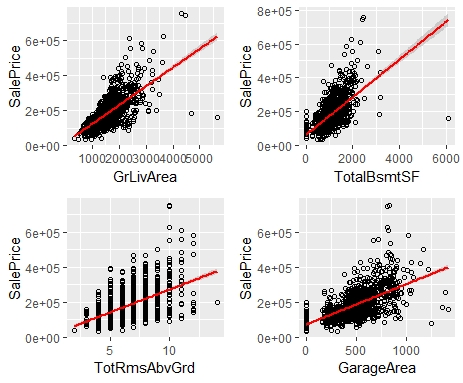 SalePrice
6e+05
4e+05
2e+05
0e+00
1000 2000 3000 4000 5000
GrLivArea
SalePrice
8e+05
6e+05
4e+05
2e+05
0e+00
0 2000 4000 6000
TotalBsmtSF
SalePrice
6e+05
4e+05
2e+05
0e+00
5 10
TotRmsAbvGrd
SalePrice
6e+05
4e+05
2e+05
0e+00
0 500 1000
GarageArea